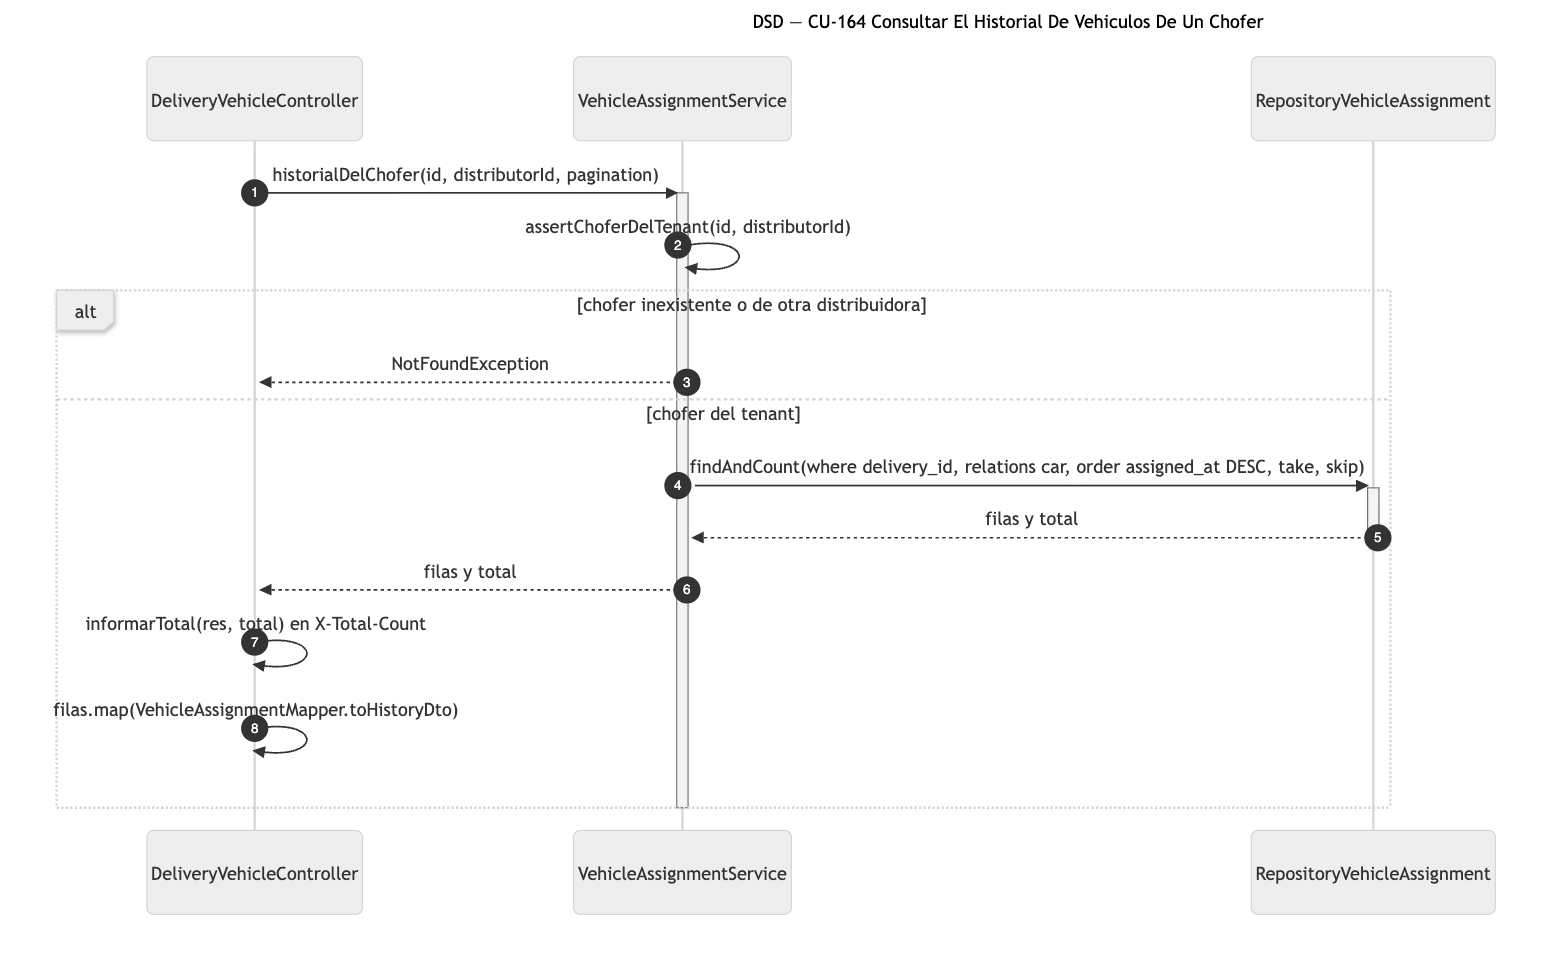 DSD — CU-164 Consultar El Historial De Vehiculos De Un Chofer
DeliveryVehicleController
VehicleAssignmentService
RepositoryVehicleAssignment
historialDelChofer(id, distributorId, pagination)
1
assertChoferDelTenant(id, distributorId)
2
alt
[chofer inexistente o de otra distribuidora]
NotFoundException
3
[chofer del tenant]
findAndCount(where delivery_id, relations car, order assigned_at DESC, take, skip)
4
filas y total
5
filas y total
6
informarTotal(res, total) en X-Total-Count
7
filas.map(VehicleAssignmentMapper.toHistoryDto)
8
DeliveryVehicleController
VehicleAssignmentService
RepositoryVehicleAssignment